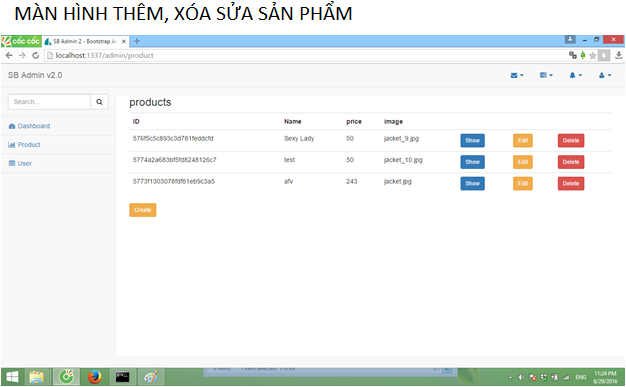 MÀN HÌNH THÊM, XÓA SỬA SẢN PHẨM
CỐC CỐC SB Admin 2 - Bootstrap A
localhost:1337/admin/product
SB Admin v2.0
Search...
Dashboard
Product
User
products
ID Name price image
576f5c5c893c3d781feddcfd Sexy Lady 50 jacket_9.jpg Show Edit Delete
5774a2a683bf5fd8248126c7 test 50 jacket_10.jpg Show Edit Delete
5773f1303078fdf81eb9c3a5 afv 243 jacket.jpg Show Edit Delete
Create
ENG
11:24 PM
6/29/2016